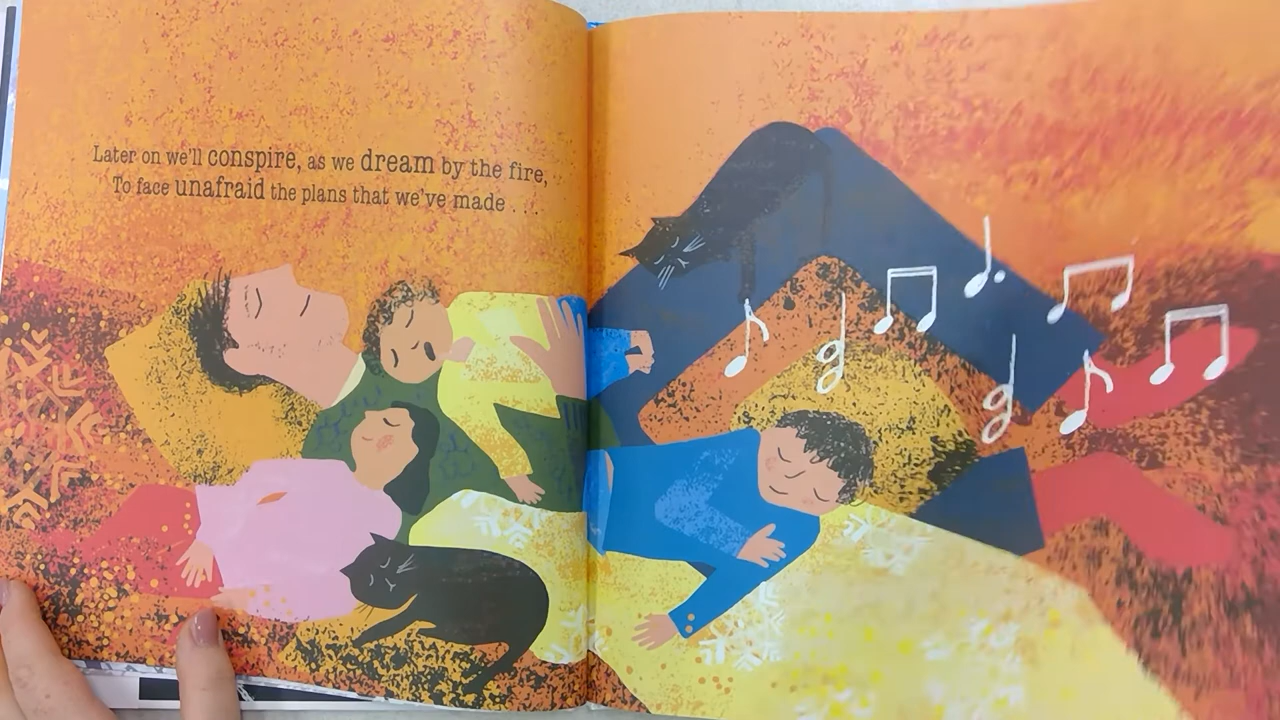 Later on we'll conspire, as we dream by the fire,
To face unafraid the plans that we've made . . .